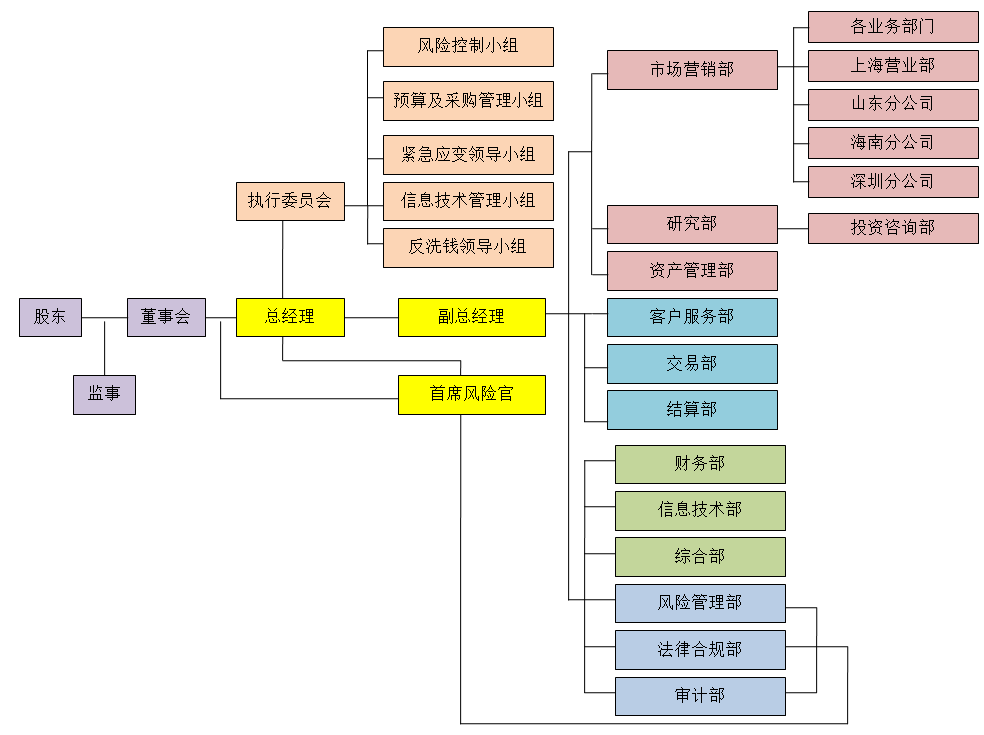 风险控制小组
预算及采购管理小组
紧急应变领导小组
执行委员会
信息技术管理小组
反洗钱领导小组
股东
董事会
总经理
副总经理
监事
首席风险官
市场营销部
各业务部门
上海营业部
山东分公司
海南分公司
深圳分公司
研究部
投资咨询部
资产管理部
客户服务部
交易部
结算部
财务部
信息技术部
综合部
风险管理部
法律合规部
审计部